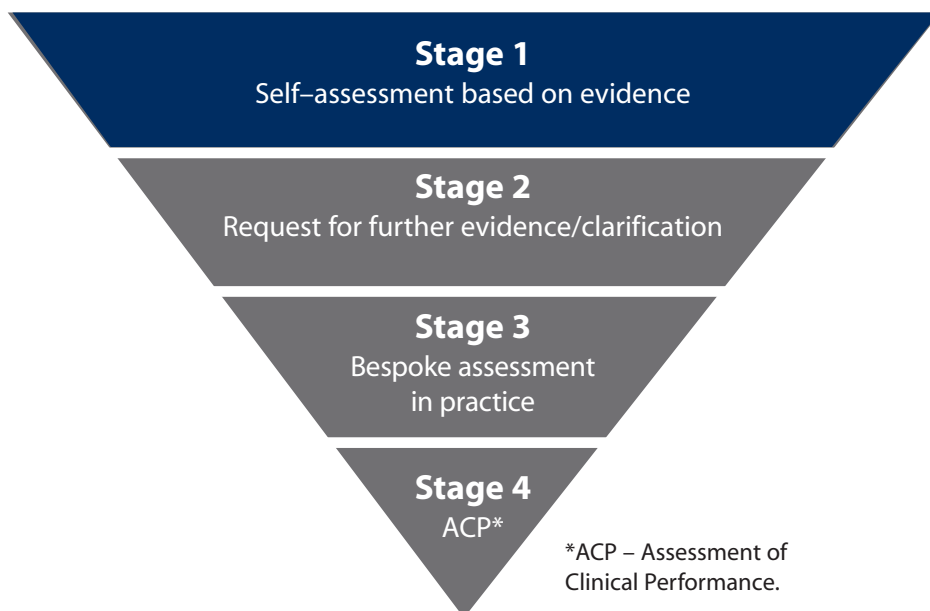 Stage 1
Self–assessment based on evidence
Stage 2
Request for further evidence/clarification
Stage 3
Bespoke assessment
in practice
Stage 4
ACP*
*ACP – Assessment of
Clinical Performance.